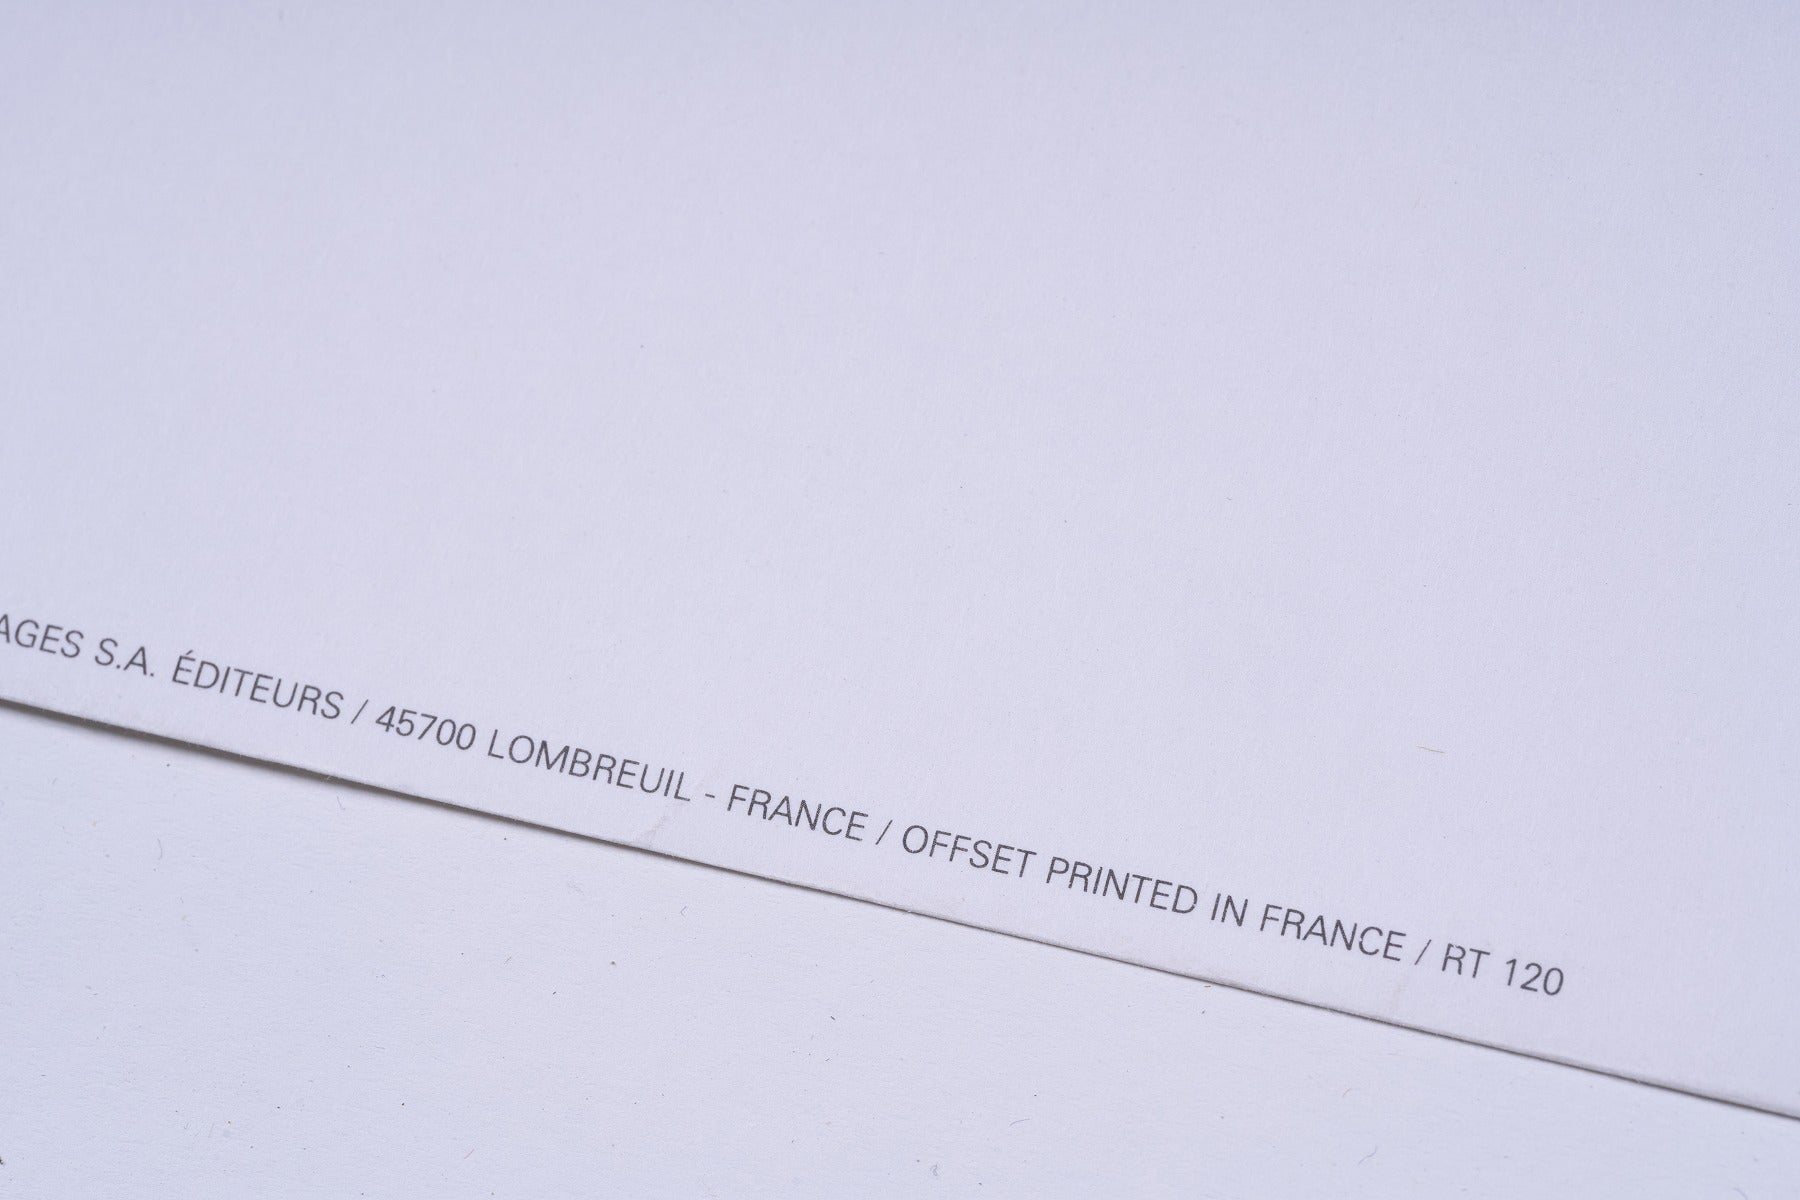 AGES S.A. ÉDITEURS / 45700 LOMBREUIL - FRANCE / OFFSET PRINTED IN FRANCE / RT 120